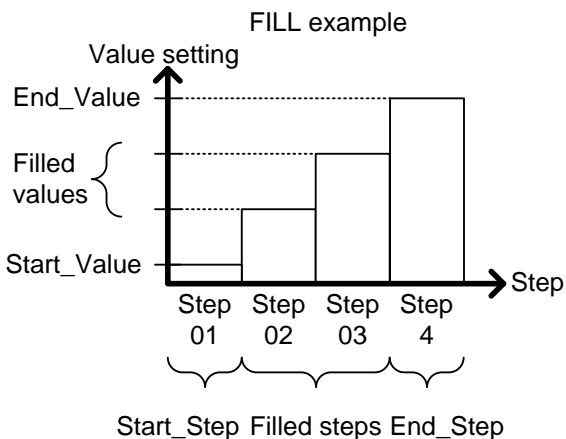 FILL example
Value setting
End_Value
Filled
values
Start_Value
Step
Step Step Step Step
01 02 03 4
Start_Step Filled steps End_Step